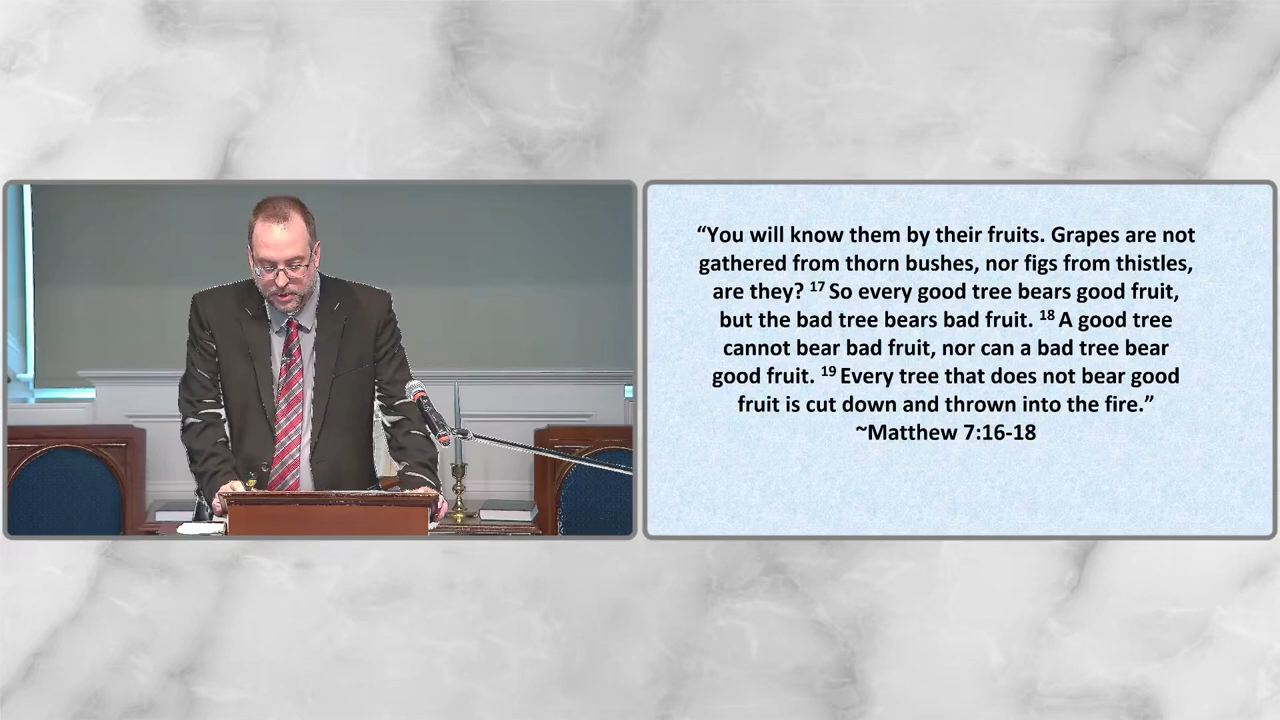 “You will know them by their fruits. Grapes are not
gathered from thorn bushes, nor figs from thistles,
are they? 17 So every good tree bears good fruit,
but the bad tree bears bad fruit. 18 A good tree
cannot bear bad fruit, nor can a bad tree bear
good fruit. 19 Every tree that does not bear good
fruit is cut down and thrown into the fire.”
~Matthew 7:16-18